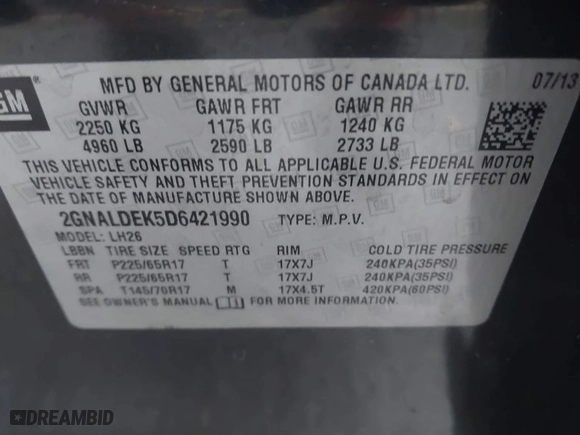 GM
MFD BY GENERAL MOTORS OF CANADA LTD. 07/13
GVWR GAWR FRT GAWR RR
2250 KG 1175 KG 1240 KG
4960 LB 2590 LB 2733 LB
THIS VEHICLE CONFORMS TO ALL APPLICABLE U.S. FEDERAL MOTOR
VEHICLE SAFETY AND THEFT PREVENTION STANDARDS IN EFFECT ON
THE DATE OF MANUFACTURE SHOWN ABOVE.
2GNALDEK5D6421990 TYPE: M.P.V.
MODEL: LH26
LBBN TIRE SIZE SPEED RTG RIM COLD TIRE PRESSURE
FRT P225/65R17 T 17X7J 240KPA(35PSI)
RR P225/65R17 T 17X7J 240KPA(35PSI)
SPA T145/70R17 M 17X4.5T 420KPA(60PSI)
SEE OWNER'S MANUAL FOR MORE INFORMATION.
DREAMBID